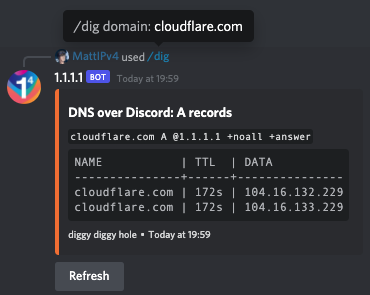 /dig domain: cloudflare.com
MattIPv4 used /dig
1.1.1.1 BOT Today at 19:59
DNS over Discord: A records
cloudflare.com A @1.1.1.1 +noall +answer
NAME | TTL | DATA
---------------+------+---------------
cloudflare.com | 172s | 104.16.132.229
cloudflare.com | 172s | 104.16.133.229
diggy diggy hole • Today at 19:59
Refresh